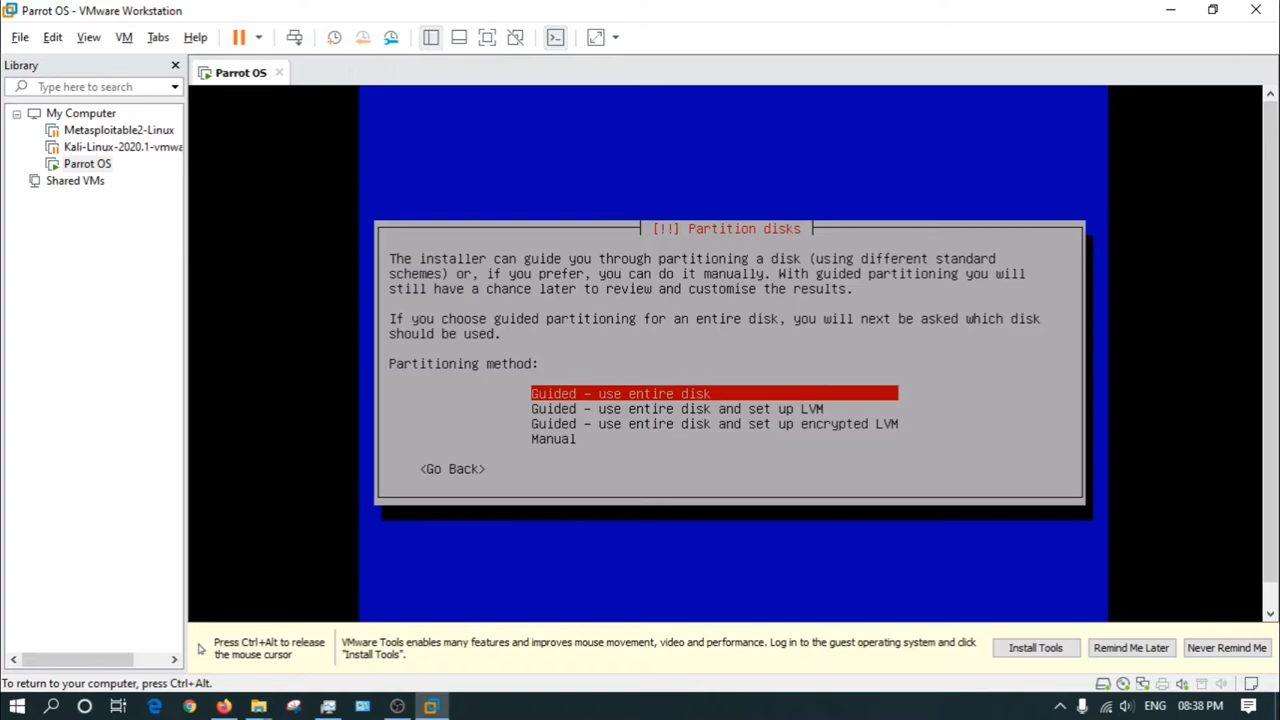 Parrot OS - VMware Workstation
File Edit View VM Tabs Help
Library
Type here to search
My Computer
Metasploitable2-Linux
Kali-Linux-2020.1-vmwa
Parrot OS
Shared VMs
Parrot OS
[!!] Partition disks
The installer can guide you through partitioning a disk (using different standard
schemes) or, if you prefer, you can do it manually. With guided partitioning you will
still have a chance later to review and customise the results.
If you choose guided partitioning for an entire disk, you will next be asked which disk
should be used.
Partitioning method:
Guided - use entire disk
Guided - use entire disk and set up LVM
Guided - use entire disk and set up encrypted LVM
Manual
<Go Back>
Press Ctrl+Alt to release
the mouse cursor
VMware Tools enables many features and improves mouse movement, video and performance. Log in to the guest operating system and click
"Install Tools".
Install Tools
Remind Me Later
Never Remind Me
To return to your computer, press Ctrl+Alt.
ENG 08:38 PM